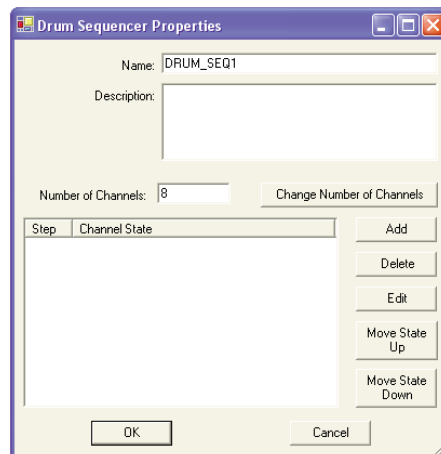 Drum Sequencer Properties
Name: DRUM_SEQ1
Description:
Number of Channels: 8 Change Number of Channels
Step Channel State
Add
Delete
Edit
Move State
Up
Move State
Down
OK Cancel